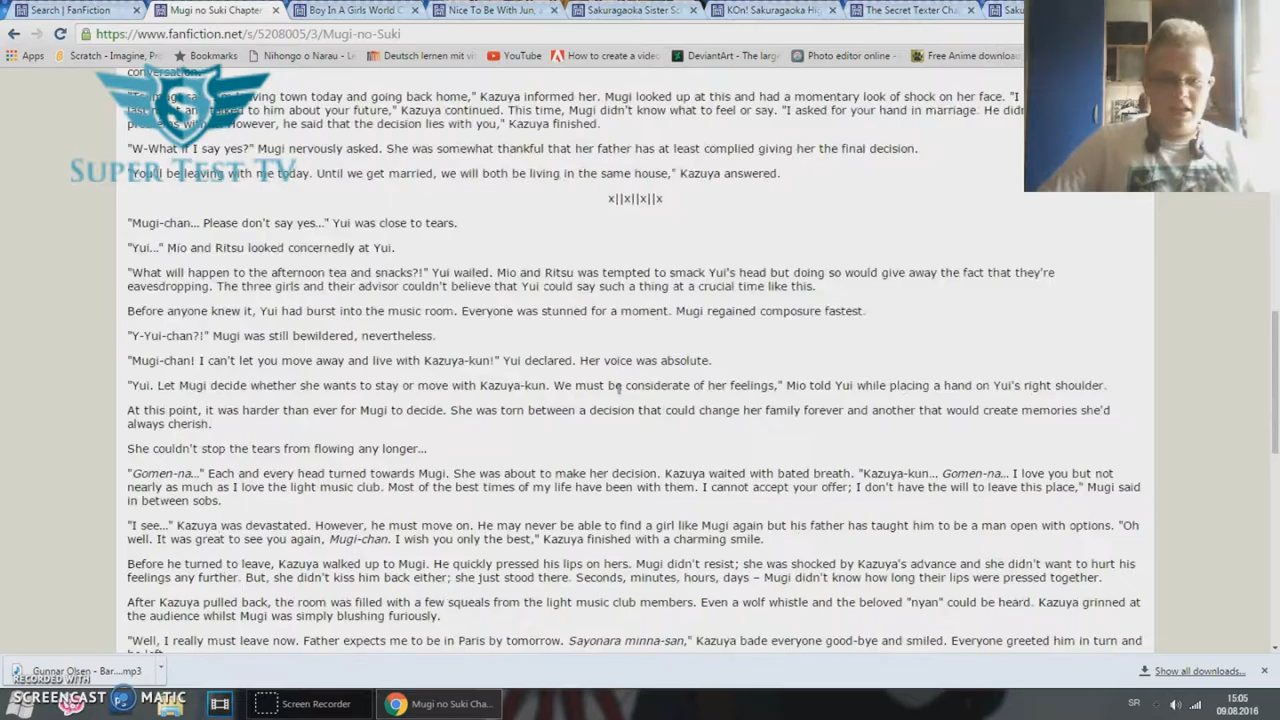 Search | FanFiction
Mugi no Suki Chapter
Boy In A Girls World C
Nice To Be With Jun, a
Sakuragaoka Sister Sc
KOn! Sakuragaoka Hig
The Secret Texter Cha
https://www.fanfiction.net/s/5208005/3/Mugi-no-Suki
Apps
Scratch - Imagine, Pro
Bookmarks
Nihongo o Narau - Le
Deutsch lernen mit
YouTube
How to create a video
DeviantArt - The larg
Photo editor online -
Free Anime download
conversation.
leaving town today and going back home," Kazuya informed her. Mugi looked up at this and had a momentary look of shock on her face. "I
to him about your future," Kazuya continued. This time, Mugi didn't know what to feel or say. "I asked for your hand in marriage. He didn
However, he said that the decision lies with you," Kazuya finished.
"W-What if I say yes?" Mugi nervously asked. She was somewhat thankful that her father has at least complied giving her the final decision.
SUPER TEST TV
"You'll be leaving with me today. Until we get married, we will both be living in the same house," Kazuya answered.
x||x||x||x
"Mugi-chan... Please don't say yes..." Yui was close to tears.
"Yui..." Mio and Ritsu looked concernedly at Yui.
"What will happen to the afternoon tea and snacks?!" Yui wailed. Mio and Ritsu was tempted to smack Yui's head but doing so would give away the fact that they're
eavesdropping. The three girls and their advisor couldn't believe that Yui could say such a thing at a crucial time like this.
Before anyone knew it, Yui had burst into the music room. Everyone was stunned for a moment. Mugi regained composure fastest.
"Y-Yui-chan?!" Mugi was still bewildered, nevertheless.
"Mugi-chan! I can't let you move away and live with Kazuya-kun!" Yui declared. Her voice was absolute.
"Yui. Let Mugi decide whether she wants to stay or move with Kazuya-kun. We must be considerate of her feelings," Mio told Yui while placing a hand on Yui's right shoulder.
At this point, it was harder than ever for Mugi to decide. She was torn between a decision that could change her family forever and another that would create memories she'd
always cherish.
She couldn't stop the tears from flowing any longer...
"Gomen-na..." Each and every head turned towards Mugi. She was about to make her decision. Kazuya waited with bated breath. "Kazuya-kun... Gomen-na... I love you but not
nearly as much as I love the light music club. Most of the best times of my life have been with them. I cannot accept your offer; I don't have the will to leave this place," Mugi said
in between sobs.
"I see..." Kazuya was devastated. However, he must move on. He may never be able to find a girl like Mugi again but his father has taught him to be a man open with options. "Oh
well. It was great to see you again, Mugi-chan. I wish you only the best," Kazuya finished with a charming smile.
Before he turned to leave, Kazuya walked up to Mugi. He quickly pressed his lips on hers. Mugi didn't resist; she was shocked by Kazuya's advance and she didn't want to hurt his
feelings any further. But, she didn't kiss him back either; she just stood there. Seconds, minutes, hours, days – Mugi didn't know how long their lips were pressed together.
After Kazuya pulled back, the room was filled with a few squeals from the light music club members. Even a wolf whistle and the beloved "nyan" could be heard. Kazuya grinned at
the audience whilst Mugi was simply blushing furiously.
"Well, I really must leave now. Father expects me to be in Paris by tomorrow. Sayonara minna-san," Kazuya bade everyone good-bye and smiled. Everyone greeted him in turn and
he left.
Gunnar Olsen - Bar....mp3
Show all downloads...
RECORDED WITH
SCREENCAST MATIC
Screen Recorder
Mugi no Suki Cha...
SR
15:05
09.08.2016